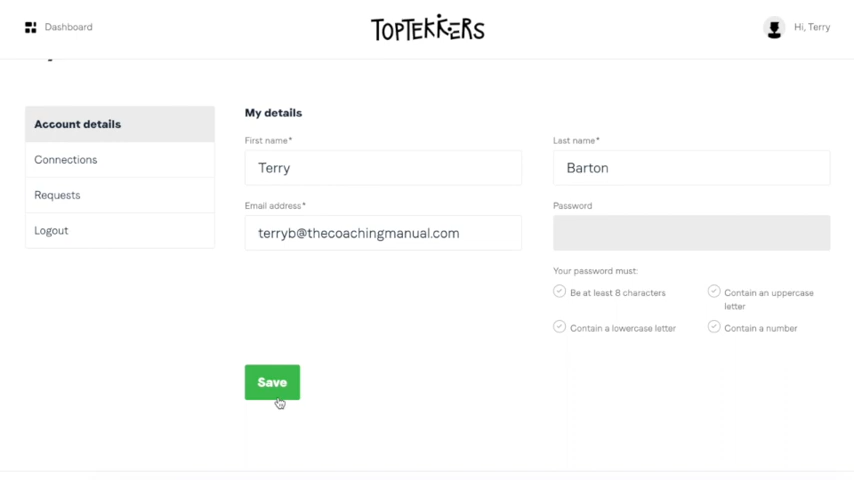 Dashboard
TOPTEKKERS
Hi, Terry
Account details
Connections
Requests
Logout
My details
First name*
Last name*
Terry
Barton
Email address*
Password
terryb@thecoachingmanual.com
Your password must:
Be at least 8 characters
Contain an uppercase
letter
Contain a lowercase letter
Contain a number
Save